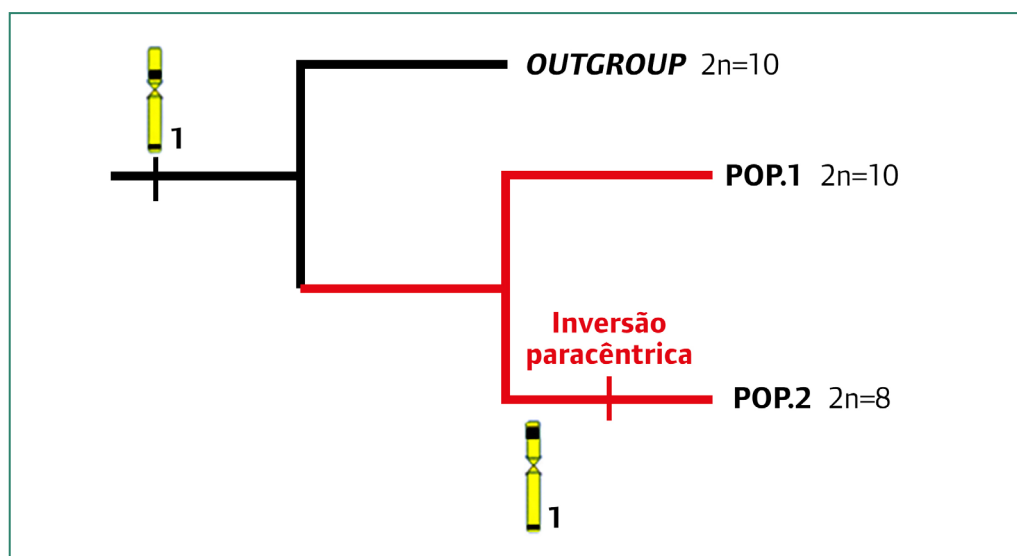 OUTGROUP 2n=10
1
POP.1 2n=10
Inversão
paracêntrica
POP.2 2n=8
1